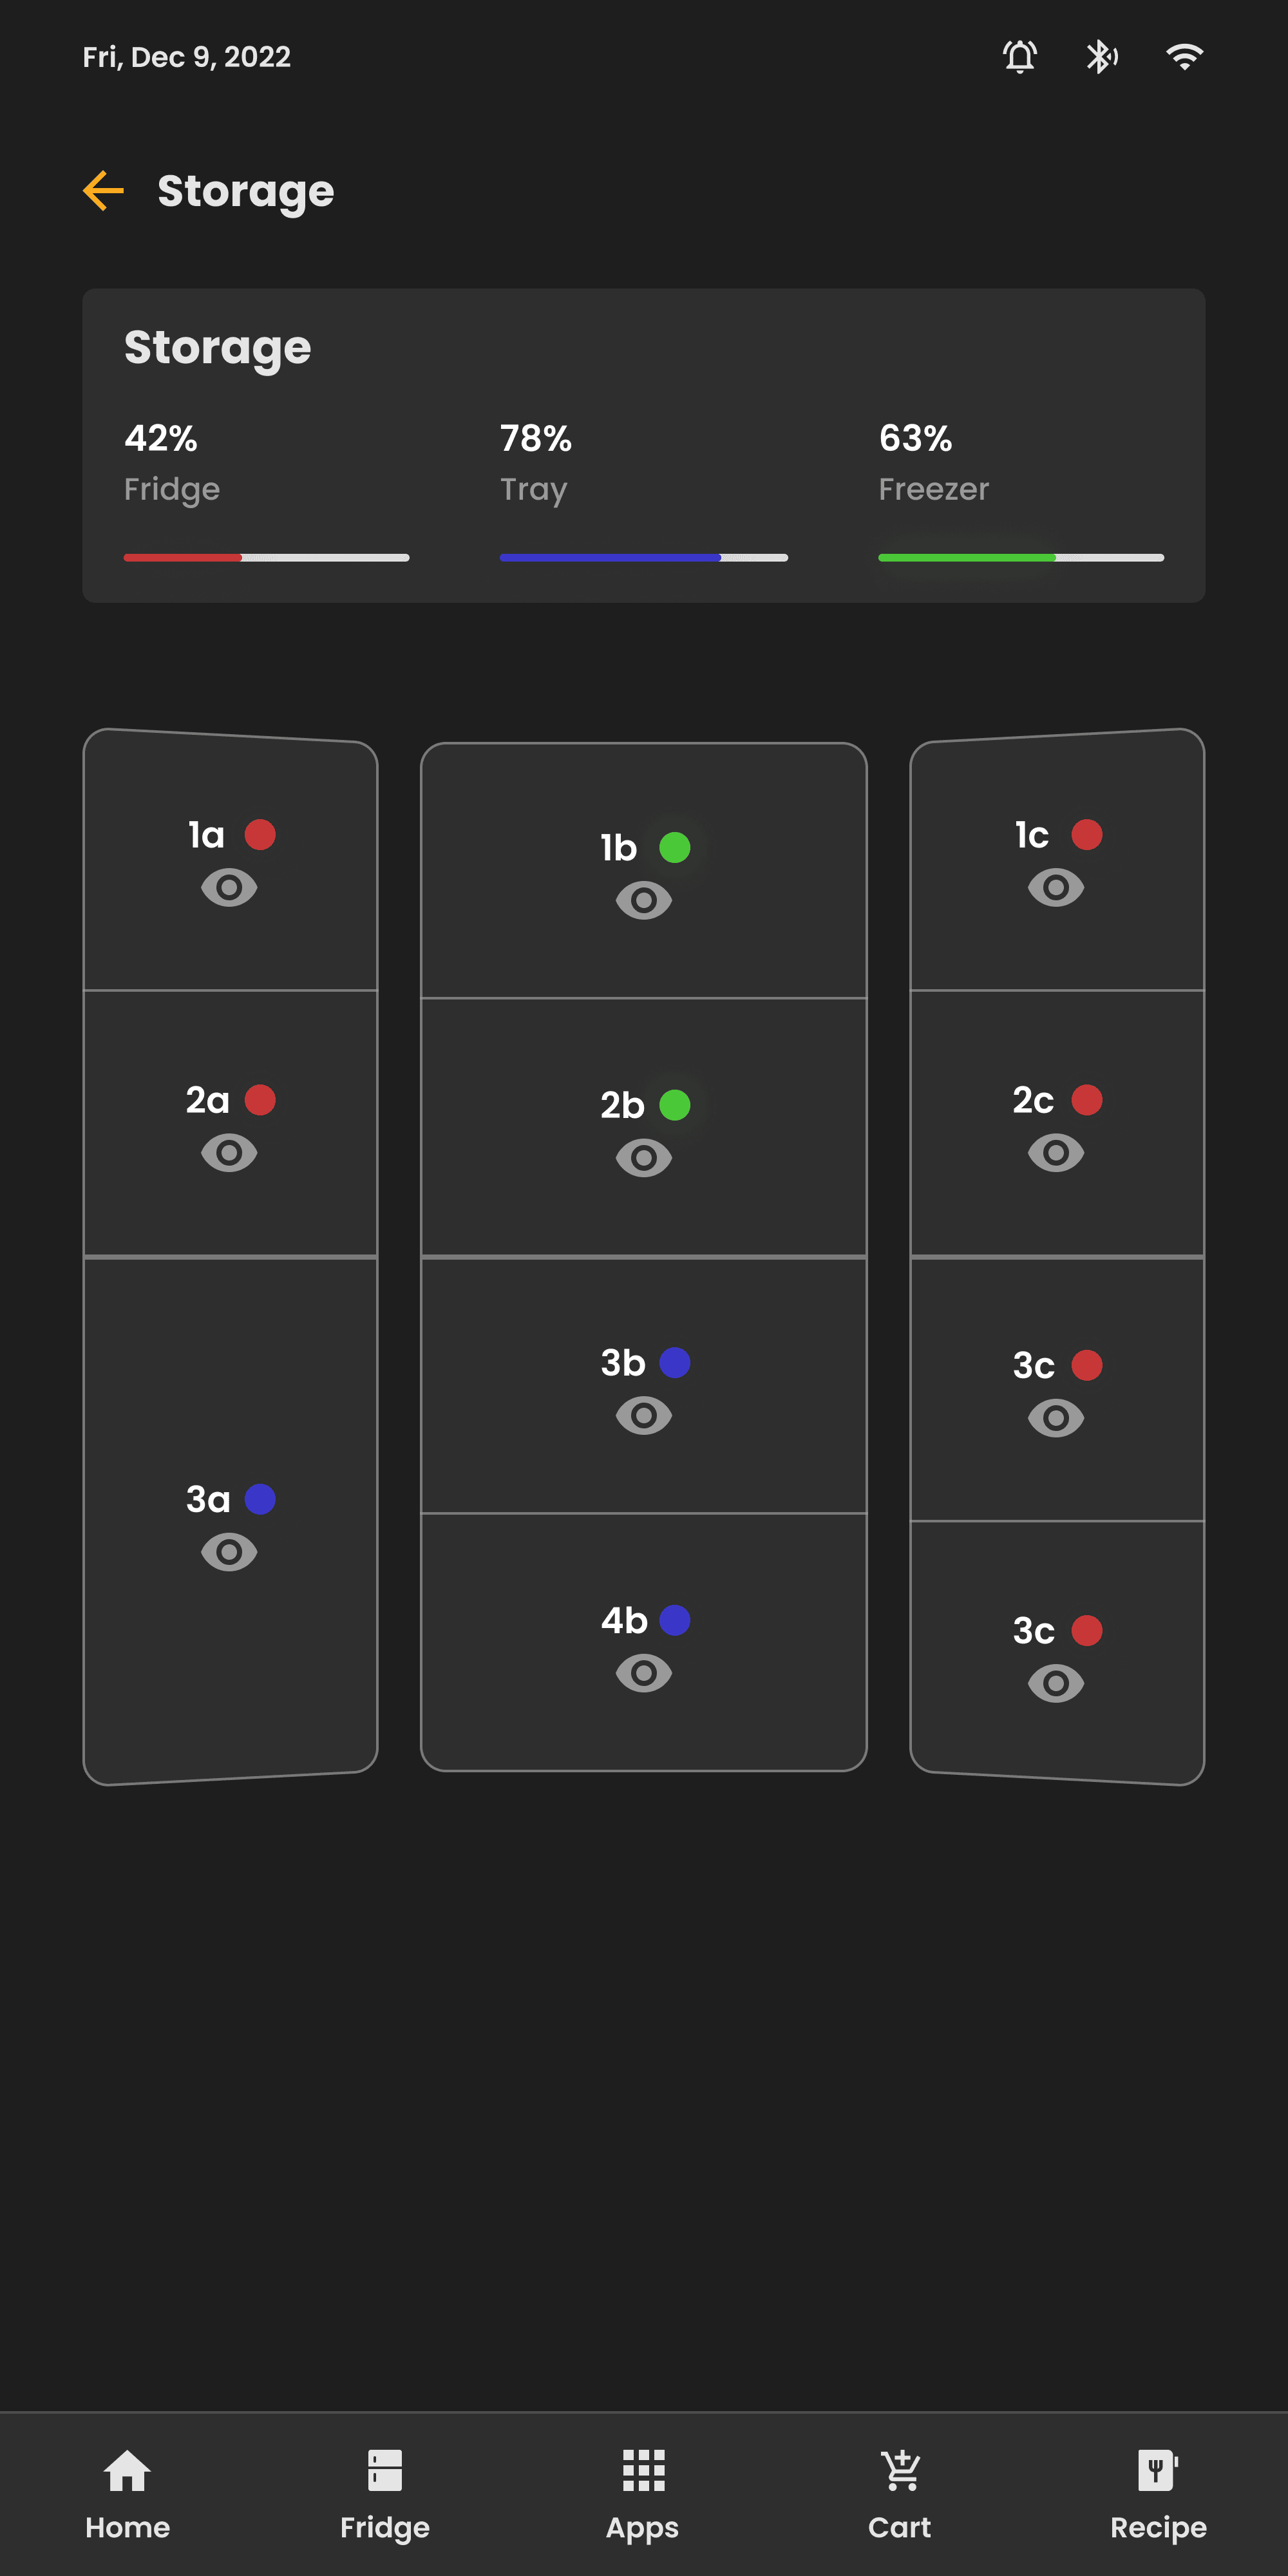 Fri, Dec 9, 2022
Storage
Storage
42%
Fridge
78%
Tray
63%
Freezer
1a
2a
3a
1b
2b
3b
4b
1c
2c
3c
3c
Home
Fridge
Apps
Cart
Recipe